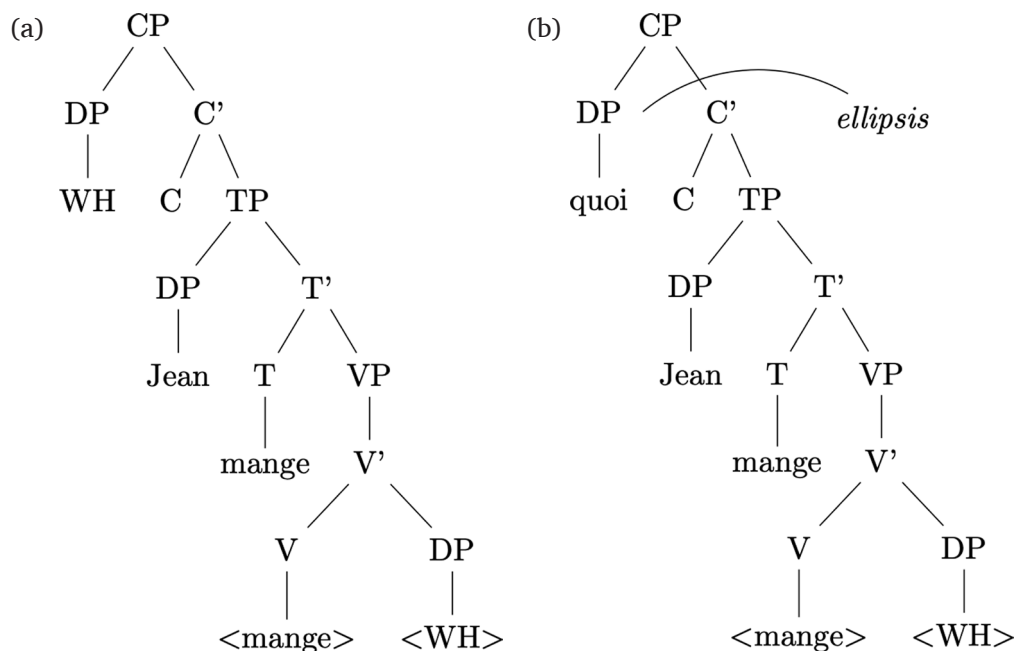 (a) CP (b) CP
DP C' DP C' ellipsis
WH C TP quoi C TP
DP T' DP T'
Jean T VP Jean T VP
mange V' mange V'
V DP V DP
<mange> <WH> <mange> <WH>